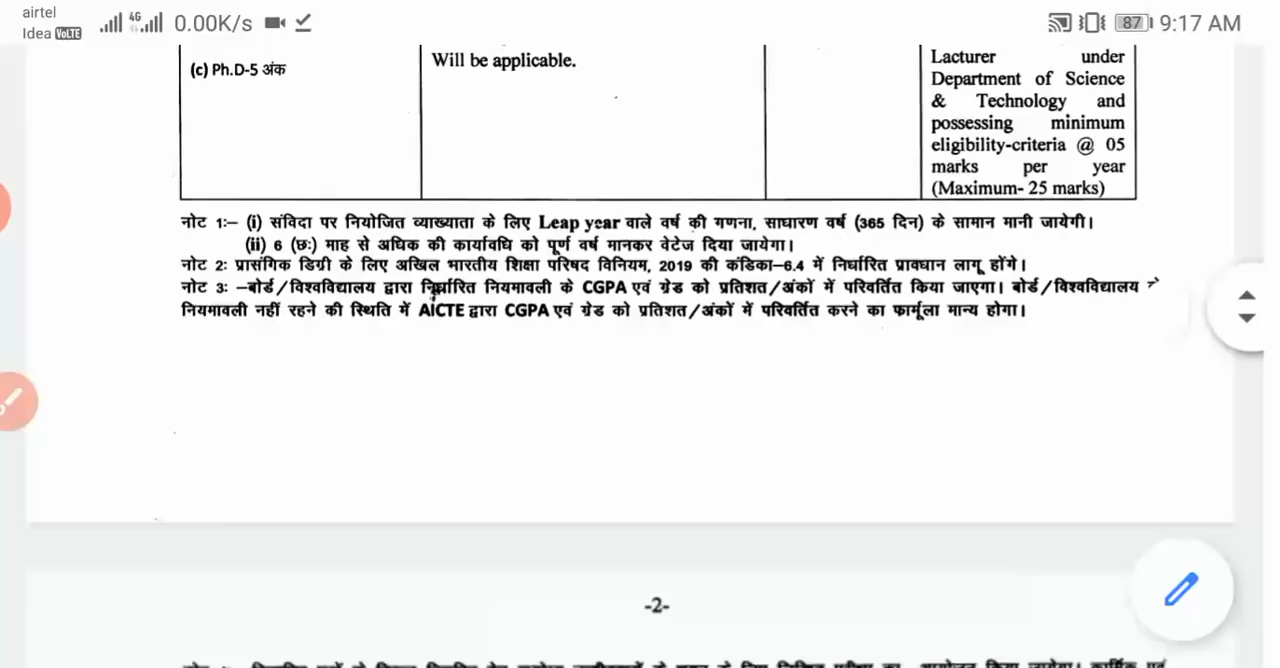 airtel
Idea VoLTE
4G
0.00K/s
87
9:17 AM
(c) Ph.D-5 अंक
Will be applicable.
Lacturer under
Department of Science
& Technology and
possessing minimum
eligibility-criteria @ 05
marks per year
(Maximum- 25 marks)
नोट 1:– (i) संविदा पर नियोजित व्याख्याता के लिए Leap year वाले वर्ष की गणना, साधारण वर्ष (365 दिन) के सामान मानी जायेगी।
(ii) 6 (छः) माह से अधिक की कार्यावधि को पूर्ण वर्ष मानकर वेटेज दिया जायेगा।
नोट 2: प्रासंगिक डिग्री के लिए अखिल भारतीय शिक्षा परिषद विनियम, 2019 की कंडिका–6.4 में निर्धारित प्रावधान लागू होंगे।
नोट 3: –बोर्ड/विश्वविद्यालय द्वारा निर्धारित नियमावली के CGPA एवं ग्रेड को प्रतिशत/अंकों में परिवर्तित किया जाएगा। बोर्ड/विश्वविद्यालय
नियमावली नहीं रहने की स्थिति में AICTE द्वारा CGPA एवं ग्रेड को प्रतिशत/अंकों में परिवर्तित करने का फार्मूला मान्य होगा।
-2-